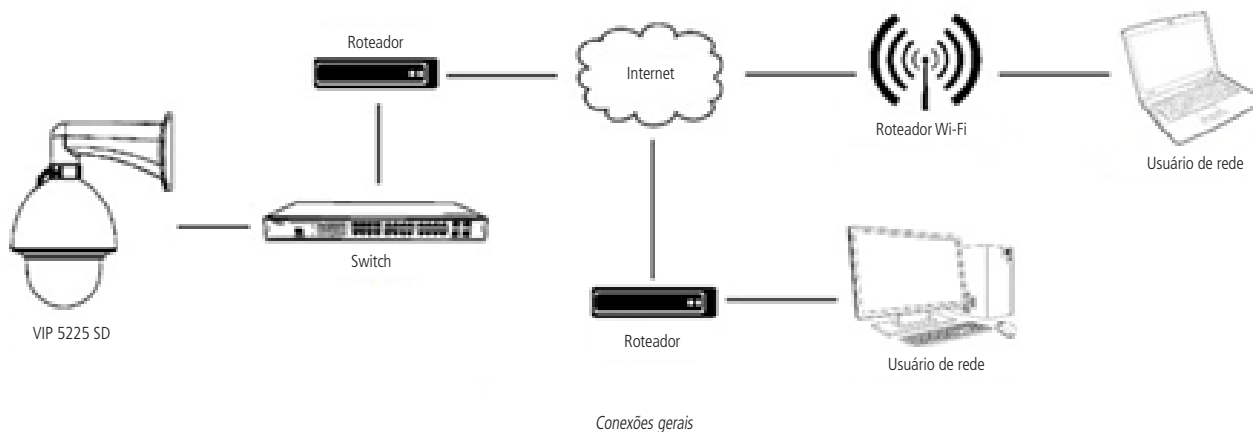 Roteador
Internet
Roteador Wi-Fi
Usuário de rede
Switch
VIP 5225 SD
Roteador
Usuário de rede
Conexões gerais